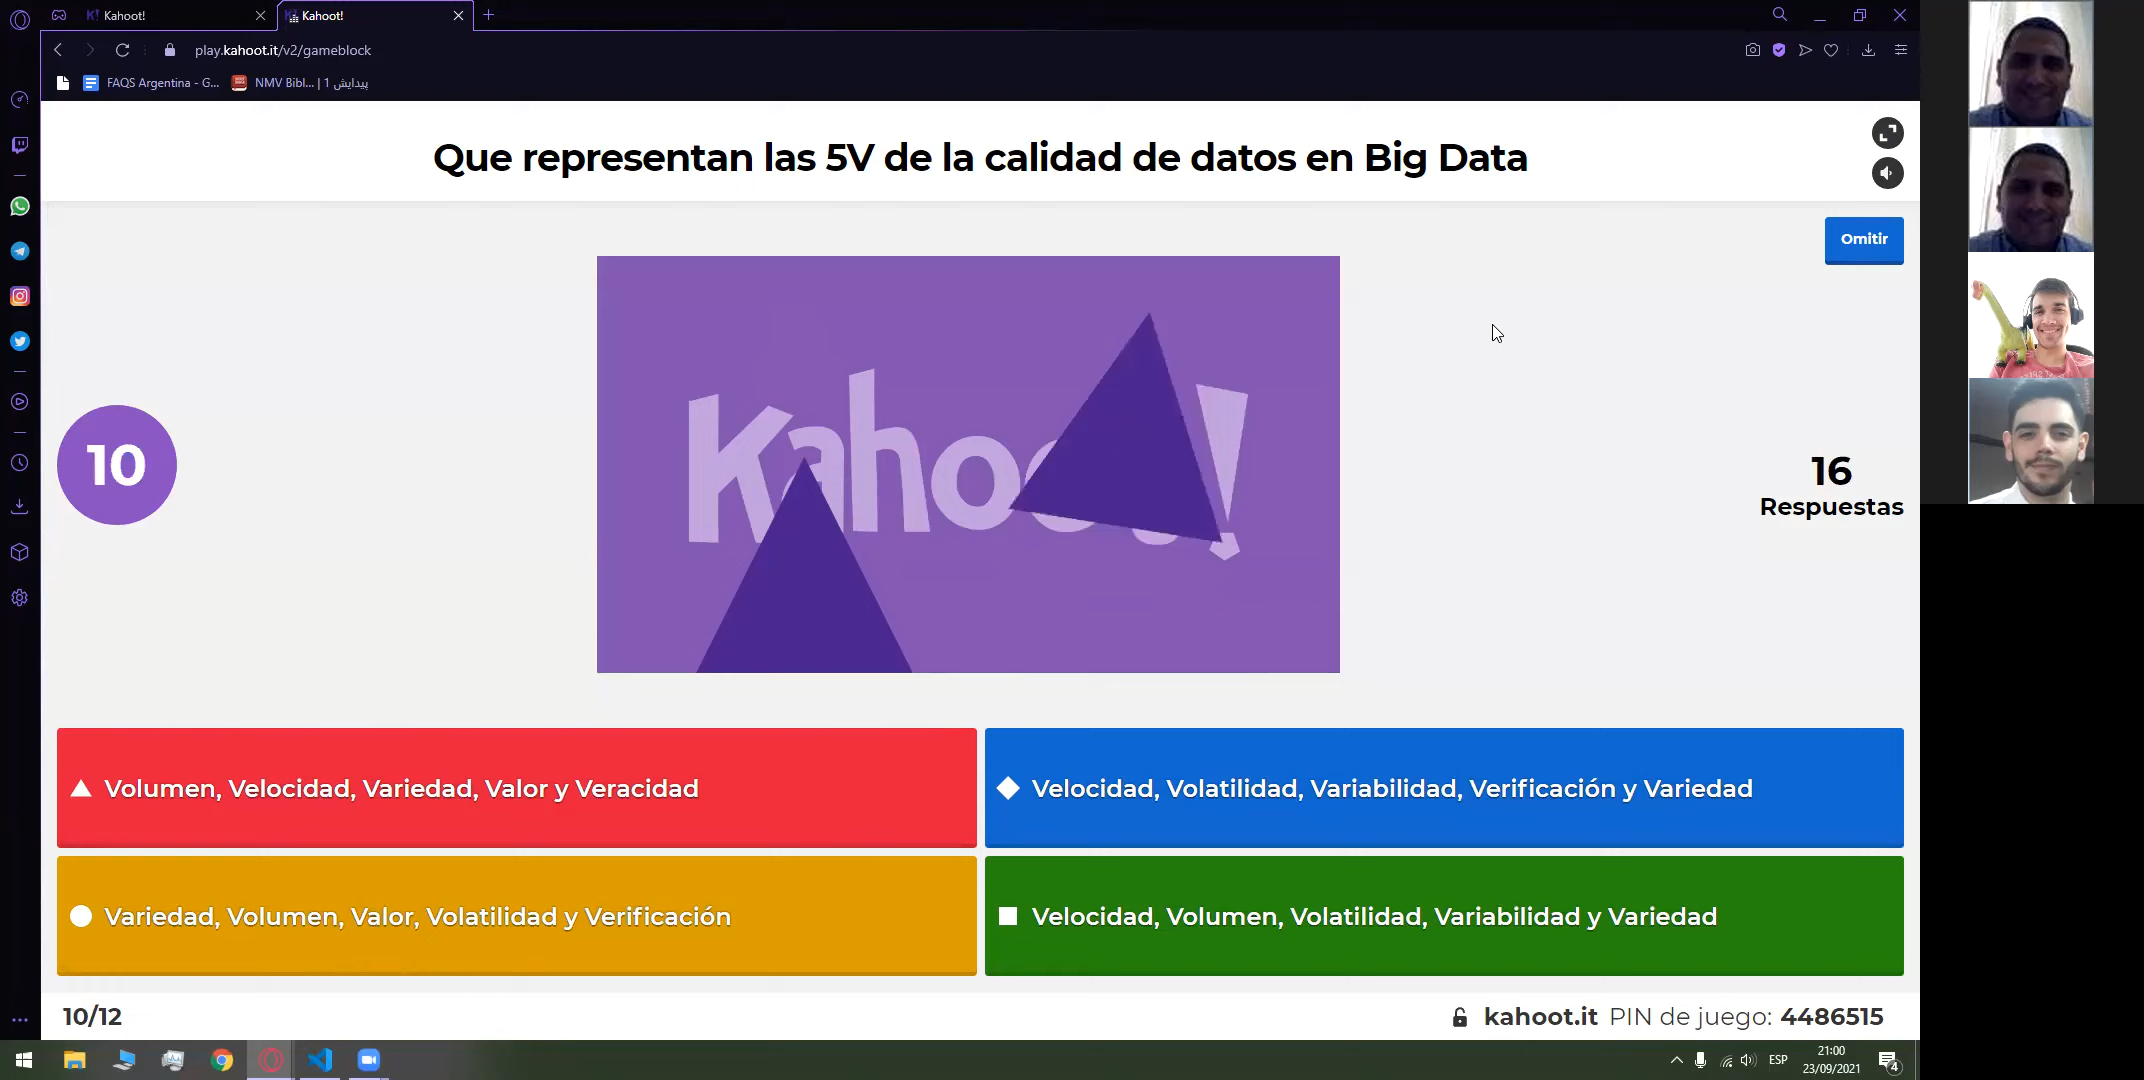 Kahoot!
Kahoot!
play.kahoot.it/v2/gameblock
FAQS Argentina - G...
NMV Bibl... | 1 پیدایش
Que representan las 5V de la calidad de datos en Big Data
Omitir
Kahoo!
10
16
Respuestas
Volumen, Velocidad, Variedad, Valor y Veracidad
Velocidad, Volatilidad, Variabilidad, Verificación y Variedad
Variedad, Volumen, Valor, Volatilidad y Verificación
Velocidad, Volumen, Volatilidad, Variabilidad y Variedad
10/12
kahoot.it PIN de juego: 4486515
ESP
21:00
23/09/2021
4